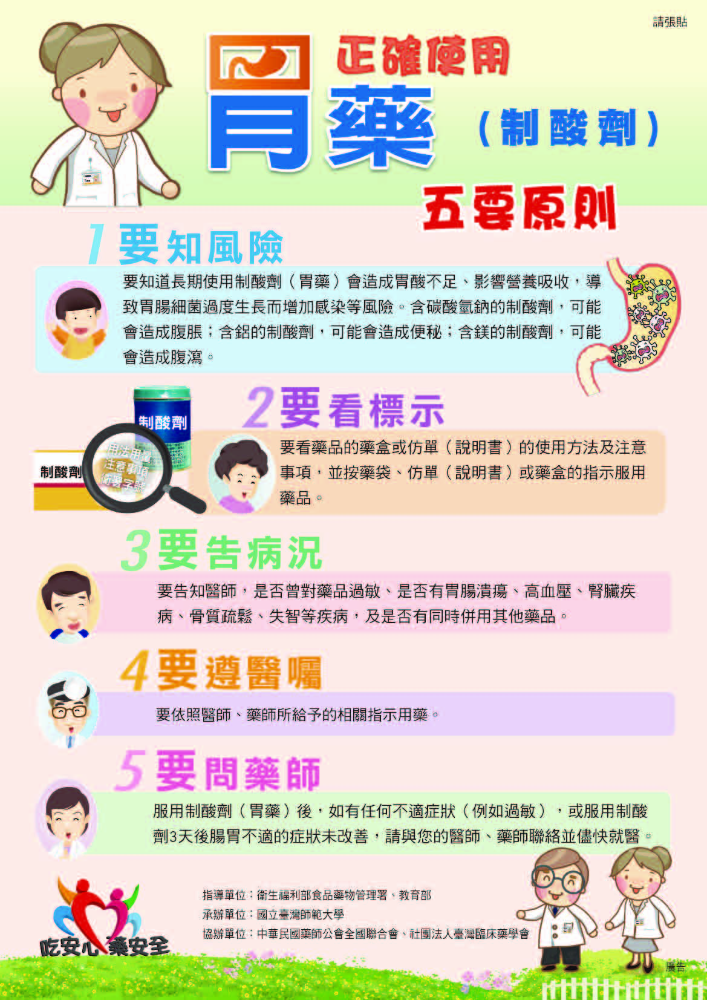 請張貼
正確使用
胃藥
(制酸劑)
五要原則
1要知風險
要知道長期使用制酸劑（胃藥）會造成胃酸不足、影響營養吸收，導
致胃腸細菌過度生長而增加感染等風險。含碳酸氫鈉的制酸劑，可能
會造成腹脹；含鋁的制酸劑，可能會造成便秘；含鎂的制酸劑，可能
會造成腹瀉。
2要看標示
制酸劑
制酸劑
用法用量
注意事項
衛署字號
要看藥品的藥盒或仿單（說明書）的使用方法及注意
事項，並按藥袋、仿單（說明書）或藥盒的指示服用
藥品。
3要告病況
要告知醫師，是否曾對藥品過敏、是否有胃腸潰瘍、高血壓、腎臟疾
病、骨質疏鬆、失智等疾病，及是否有同時併用其他藥品。
4要遵醫囑
要依照醫師、藥師所給予的相關指示用藥。
5要問藥師
服用制酸劑（胃藥）後，如有任何不適症狀（例如過敏），或服用制酸
劑3天後腸胃不適的症狀未改善，請與您的醫師、藥師聯絡並儘快就醫。
吃安心 藥安全
指導單位：衛生福利部食品藥物管理署、教育部
承辦單位：國立臺灣師範大學
協辦單位：中華民國藥師公會全國聯合會、社團法人臺灣臨床藥學會
廣告